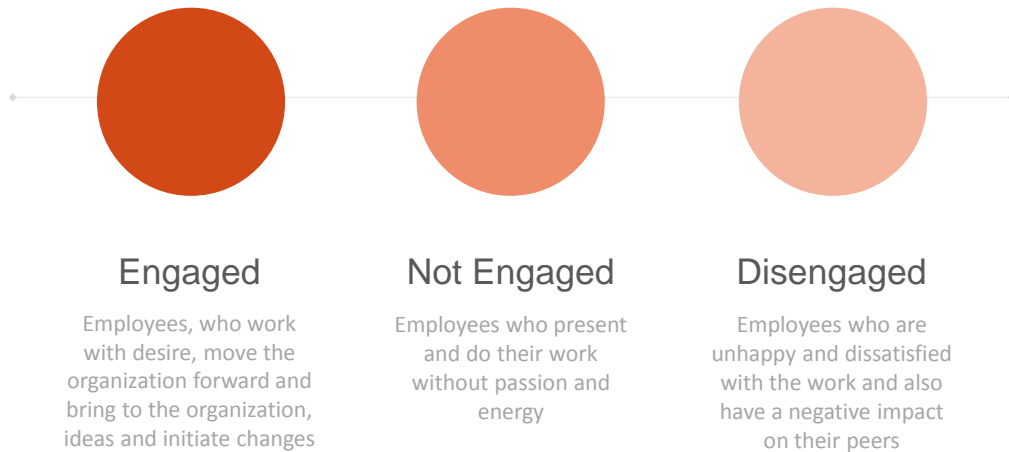 Engaged
Employees, who work
with desire, move the
organization forward and
bring to the organization,
ideas and initiate changes
Not Engaged
Employees who present
and do their work
without passion and
energy
Disengaged
Employees who are
unhappy and dissatisfied
with the work and also
have a negative impact
on their peers